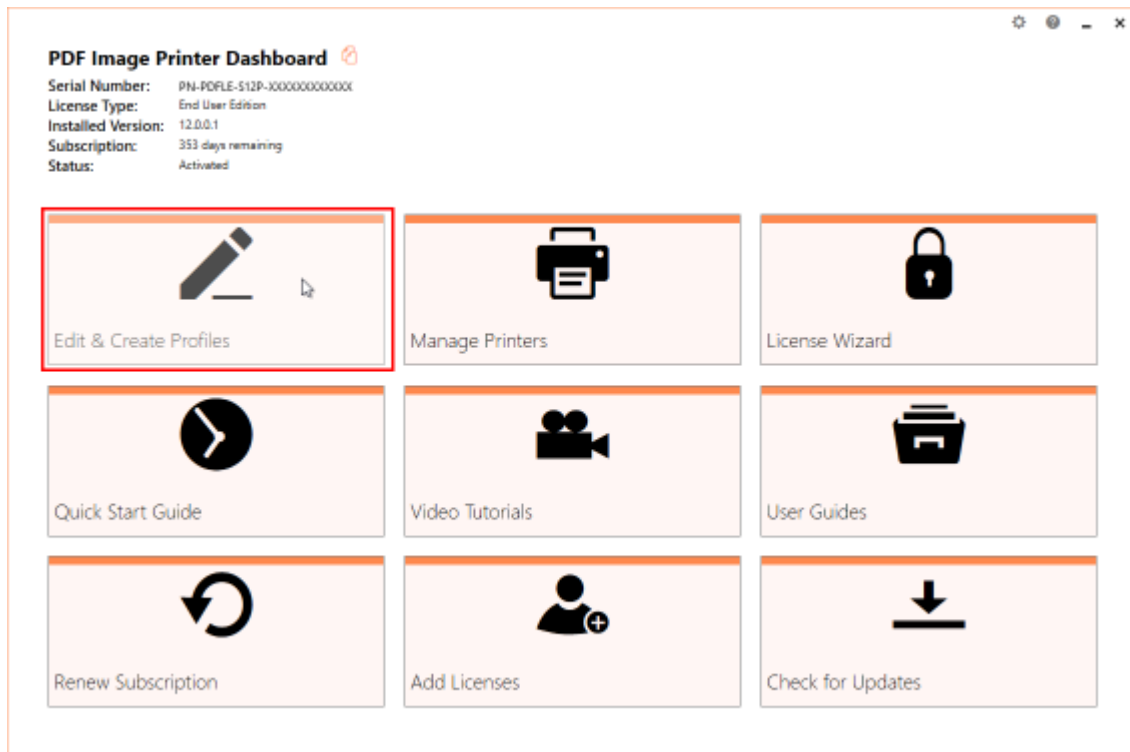 PDF Image Printer Dashboard
Serial Number: PN-PDFLE-S12P-XXXXXXXXXXXX
License Type: End User Edition
Installed Version: 12.0.0.1
Subscription: 353 days remaining
Status: Activated
Edit & Create Profiles
Manage Printers
License Wizard
Quick Start Guide
Video Tutorials
User Guides
Renew Subscription
Add Licenses
Check for Updates